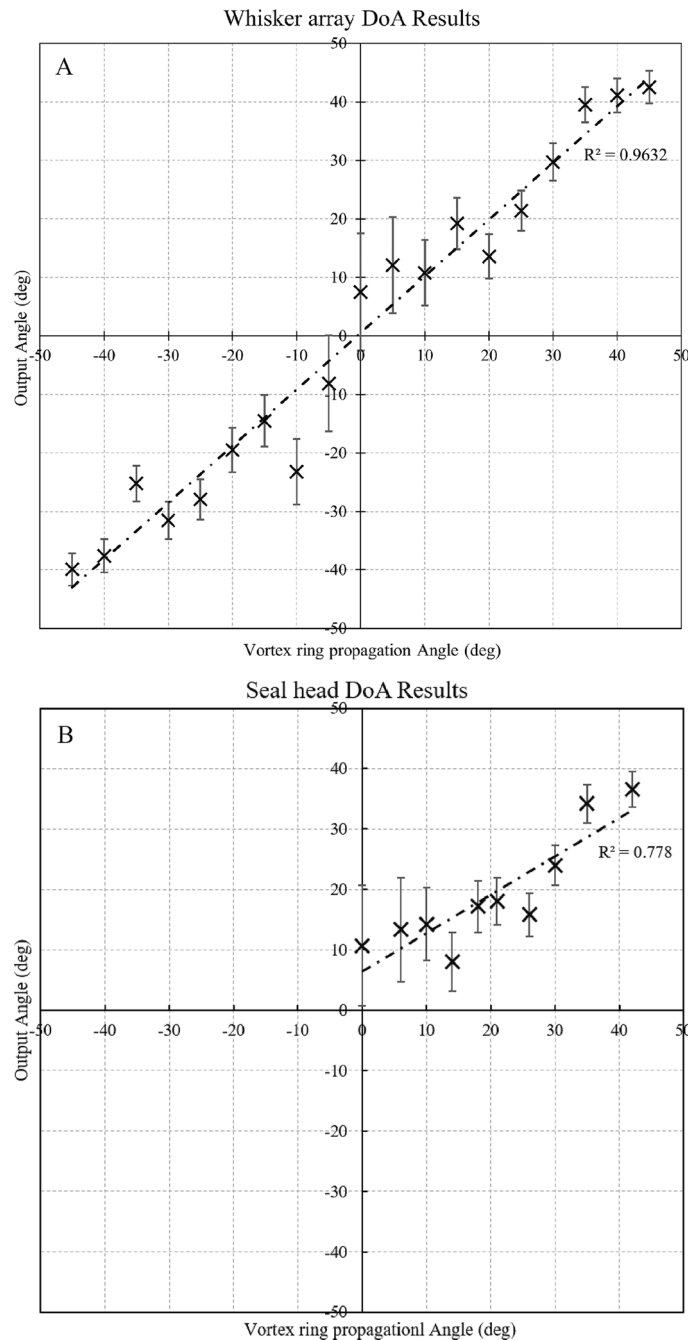 Whisker array DoA Results
50
A
40
R² = 0.9632
30
20
10
0
-50 -40 -30 -20 -10 0 10 20 30 40 50
-10
-20
-30
-40
-50
Output Angle (deg)
Vortex ring propagation Angle (deg)
Seal head DoA Results
50
B
40
30
R² = 0.778
20
10
0
-50 -40 -30 -20 -10 0 10 20 30 40 50
-10
-20
-30
-40
-50
Output Angle (deg)
Vortex ring propagationl Angle (deg)